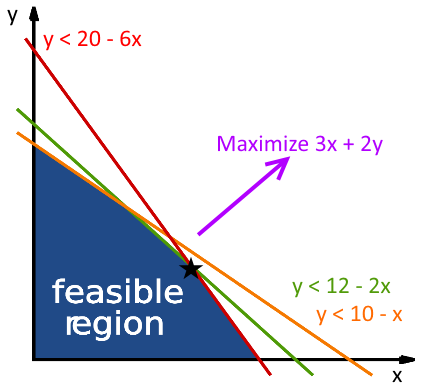 y
y < 20 - 6x
Maximize 3x + 2y
feasible
region
y < 12 - 2x
y < 10 - x
x